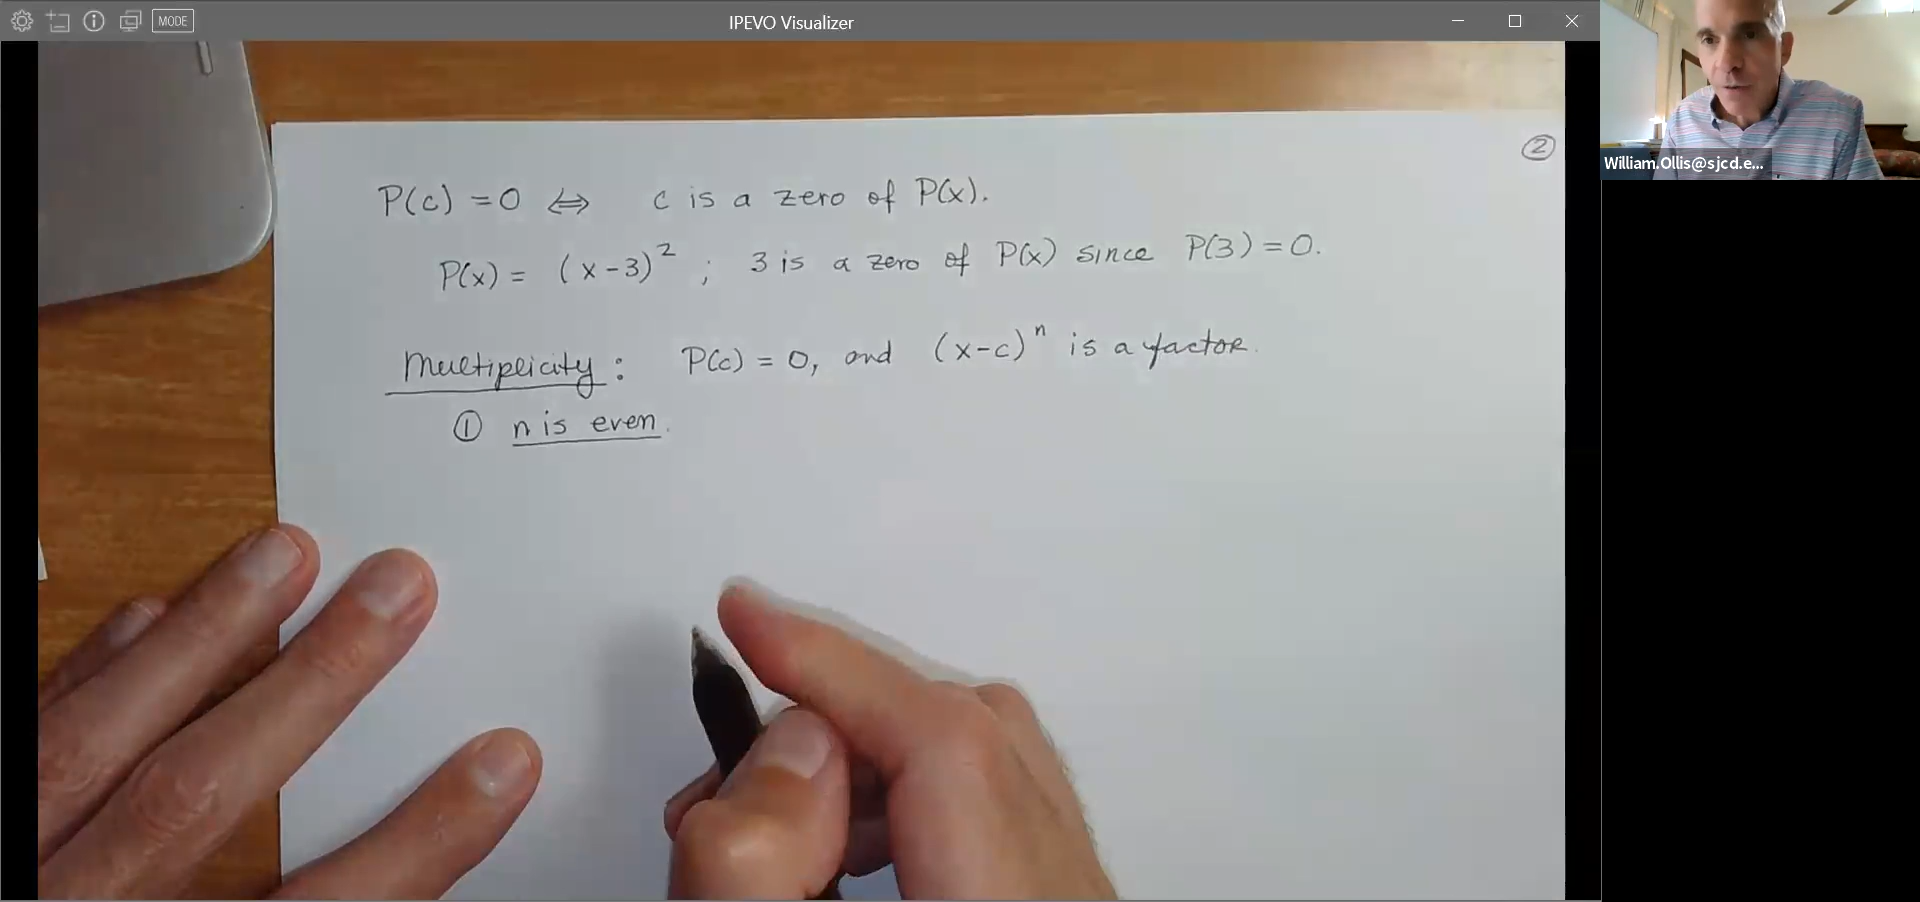 MODE
IPEVO Visualizer
William.Ollis@sjcd.e...
②
P(c) = 0 ⇔ c is a zero of P(x).
P(x) = (x-3)² ; 3 is a zero of P(x) since P(3) = 0.
Multiplicity: P(c) = 0, and (x-c)ⁿ is a factor.
① n is even.